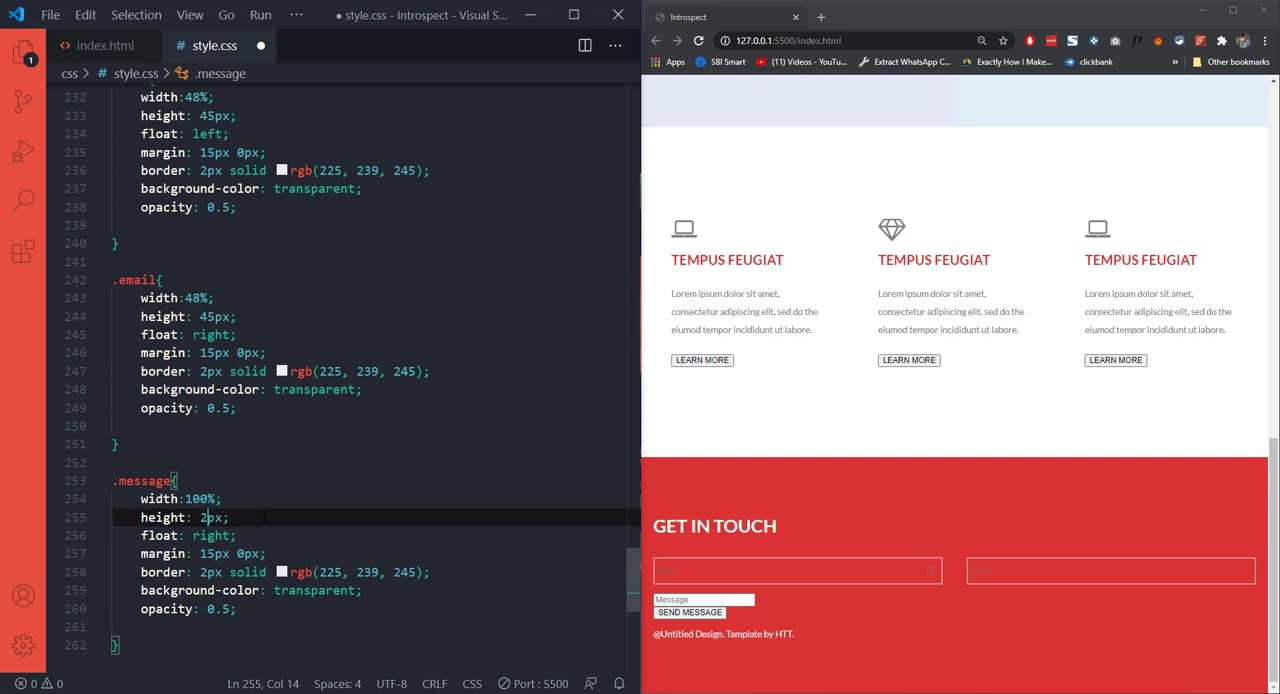 File Edit Selection View Go Run ··· ● style.css - Introspect - Visual S...
<> index.html # style.css ●
css > # style.css > .message
232 width:48%;
233 height: 45px;
234 float: left;
235 margin: 15px 0px;
236 border: 2px solid rgb(225, 239, 245);
237 background-color: transparent;
238 opacity: 0.5;
239
240 }
241
242 .email{
243 width:48%;
244 height: 45px;
245 float: right;
246 margin: 15px 0px;
247 border: 2px solid rgb(225, 239, 245);
248 background-color: transparent;
249 opacity: 0.5;
250
251 }
252
253 .message{
254 width:100%;
255 height: 2px;
256 float: right;
257 margin: 15px 0px;
258 border: 2px solid rgb(225, 239, 245);
259 background-color: transparent;
260 opacity: 0.5;
261
262 }
1
0 0 Ln 255, Col 14 Spaces: 4 UTF-8 CRLF CSS Port : 5500
Introspect
127.0.0.1:5500/index.html
Apps SBI Smart (11) Videos - YouTu... Extract WhatsApp C... Exactly How I Make... clickbank » Other bookmarks
TEMPUS FEUGIAT TEMPUS FEUGIAT TEMPUS FEUGIAT
Lorem ipsum dolor sit amet, Lorem ipsum dolor sit amet, Lorem ipsum dolor sit amet,
consectetur adipiscing elit, sed do the consectetur adipiscing elit, sed do the consectetur adipiscing elit, sed do the
eiumod tempor incididunt ut labore. eiumod tempor incididunt ut labore. eiumod tempor incididunt ut labore.
LEARN MORE LEARN MORE LEARN MORE
GET IN TOUCH
Message
SEND MESSAGE
@Untitled Design. Tamplate by HTT.